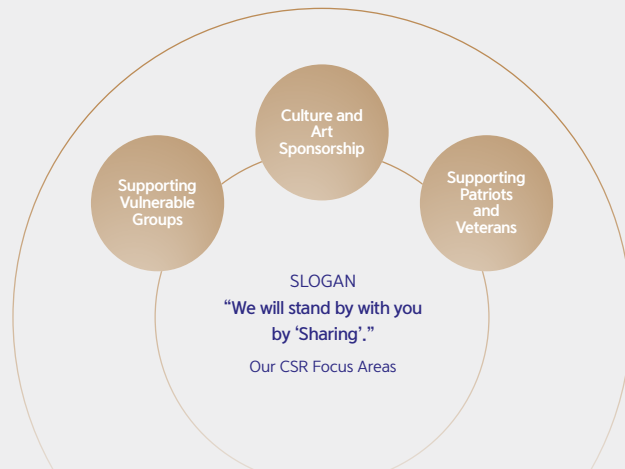 Culture and
Art
Sponsorship
Supporting
Vulnerable
Groups
Supporting
Patriots
and
Veterans
SLOGAN
“We will stand by with you
by ‘Sharing’.”
Our CSR Focus Areas